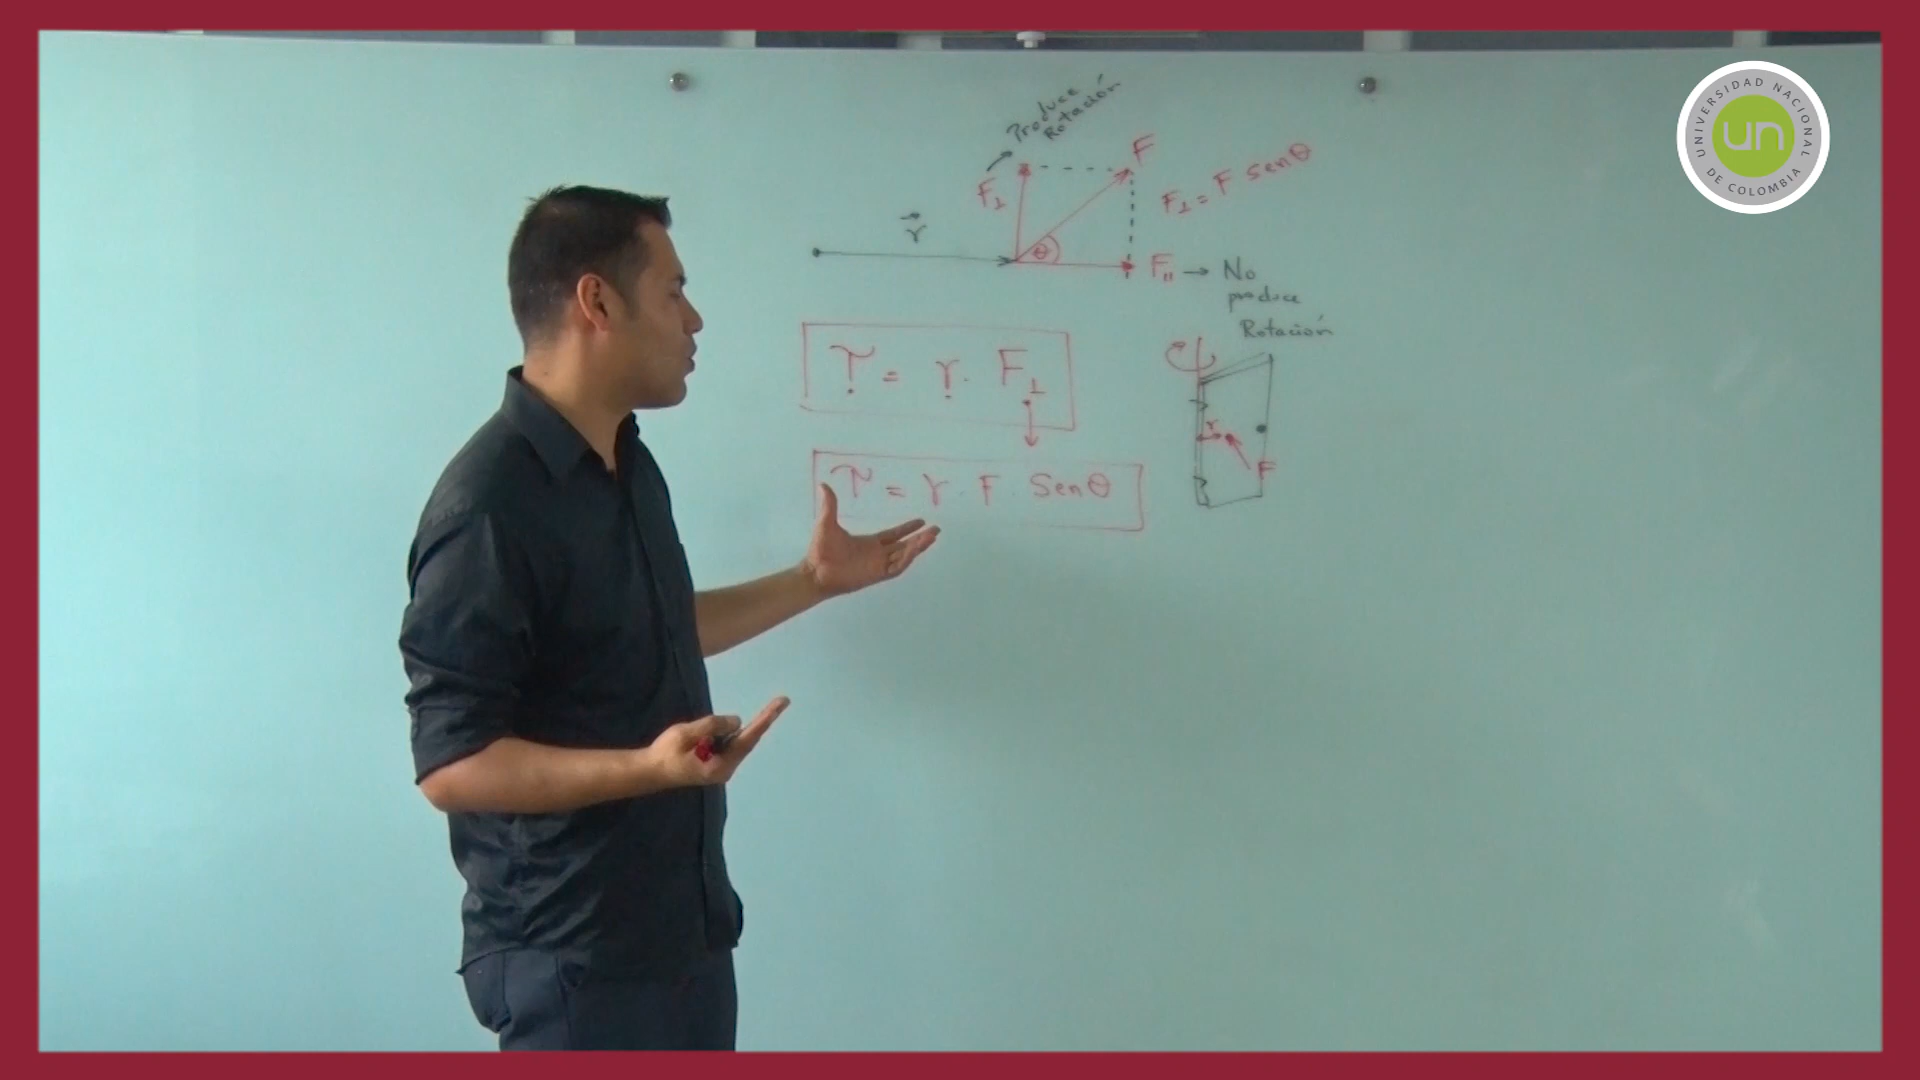 Produce
Rotación
F
F⊥
F⊥ = F senθ
r
θ
F|| → No
produce
Rotación
τ = r . F⊥
r
F
τ = r . F . Senθ
UNIVERSIDAD NACIONAL
DE COLOMBIA
un